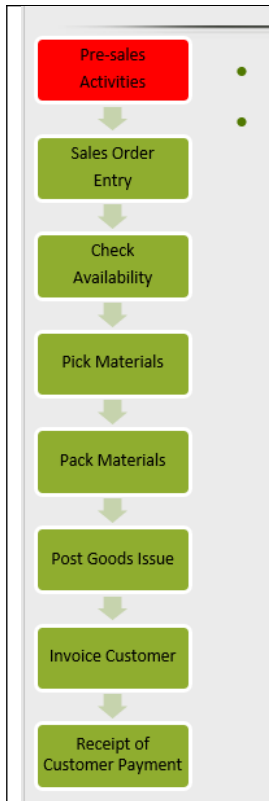 Pre-sales
Activities
Sales Order
Entry
Check
Availability
Pick Materials
Pack Materials
Post Goods Issue
Invoice Customer
Receipt of
Customer Payment